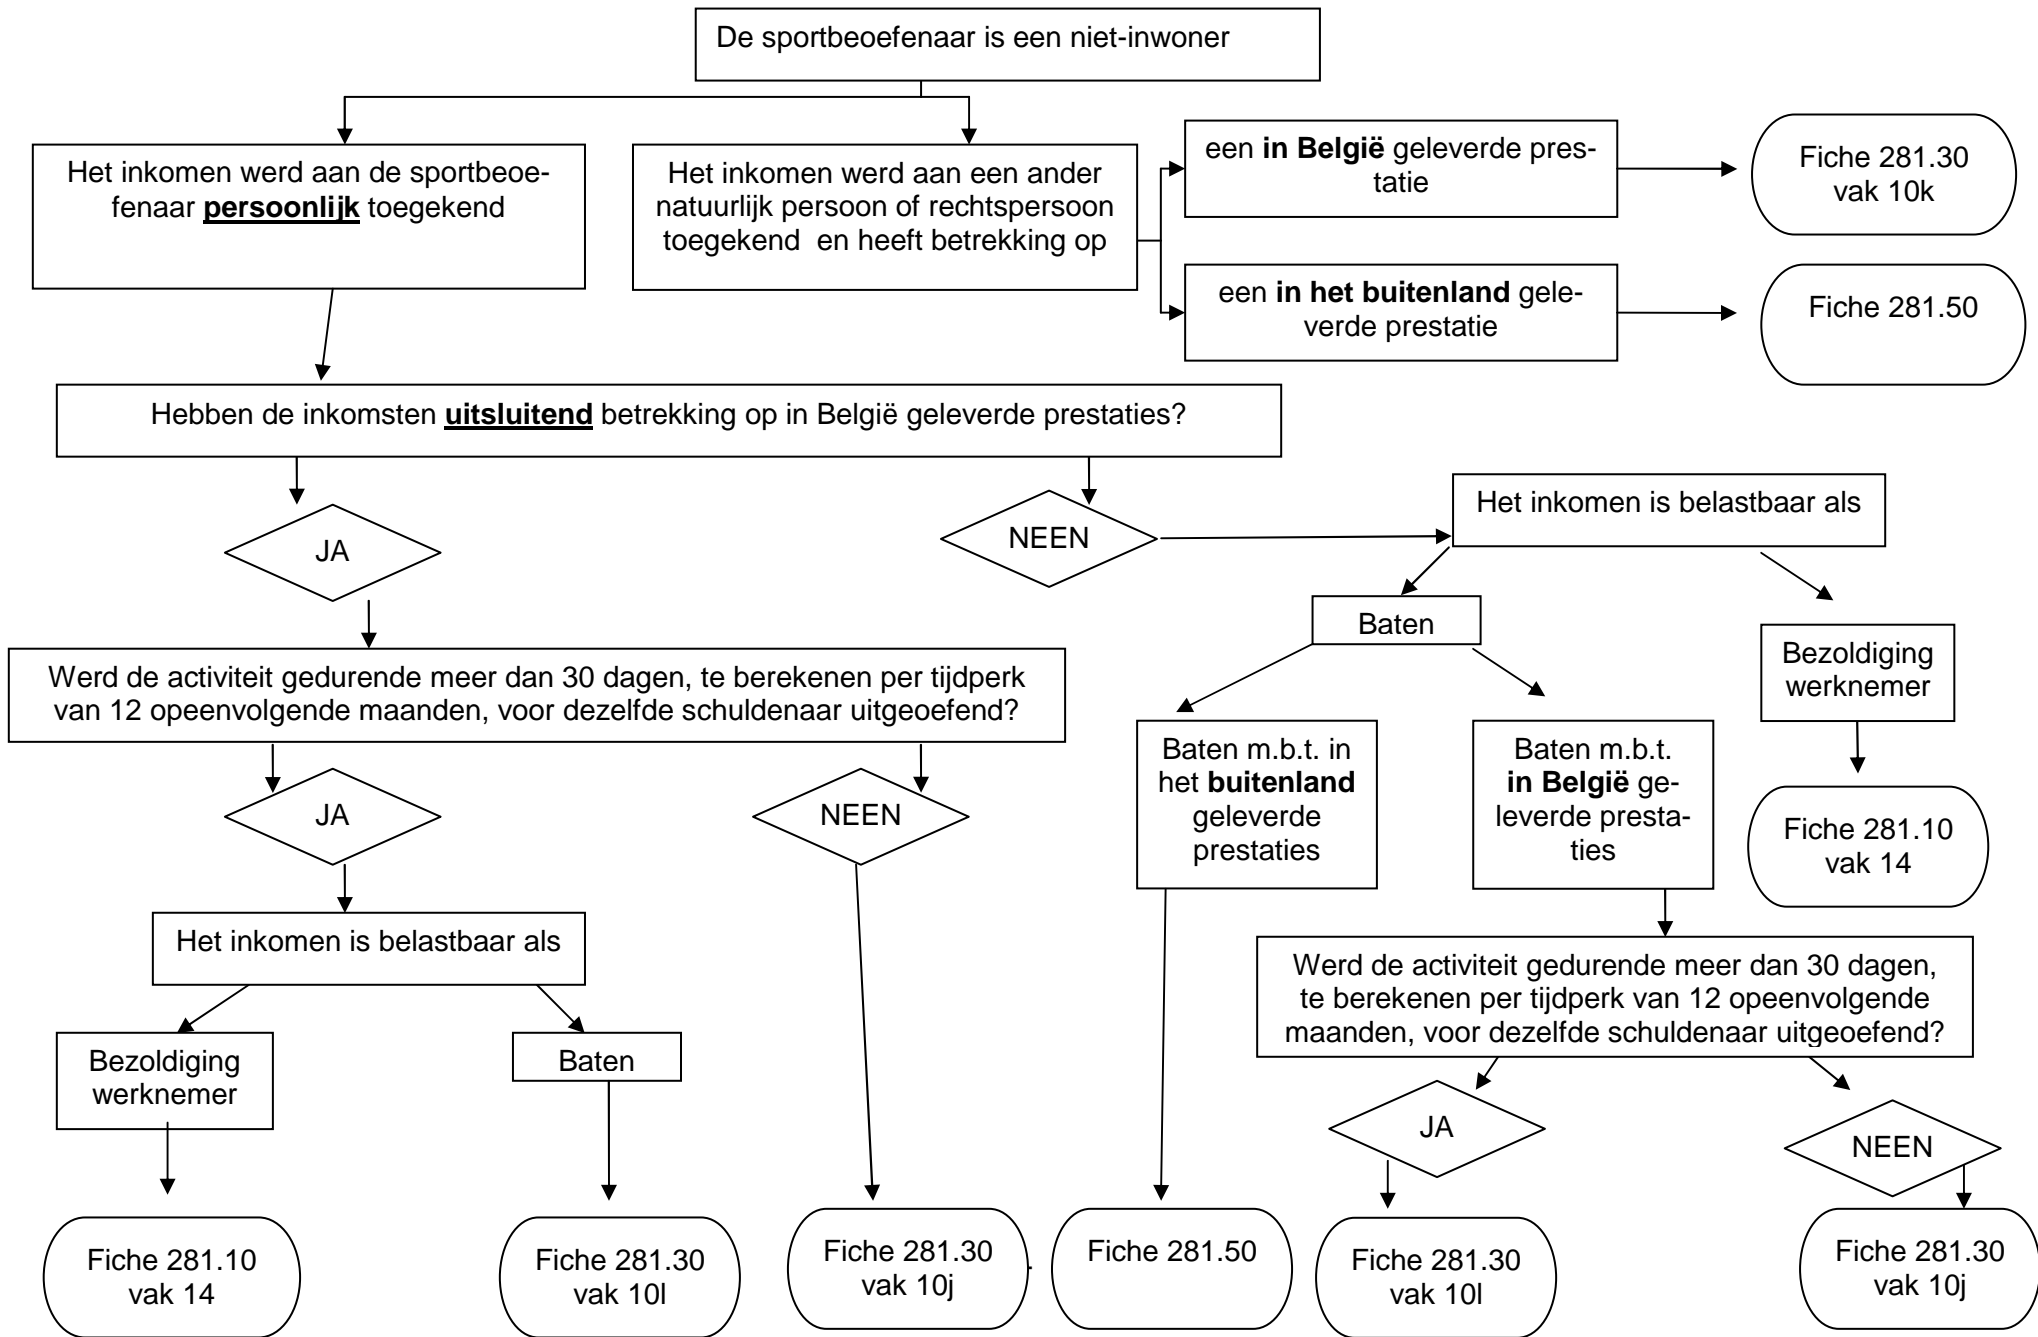 De sportbeoefenaar is een niet-inwoner
Het inkomen werd aan de sportbeoe-
fenaar persoonlijk toegekend
Het inkomen werd aan een ander
natuurlijk persoon of rechtspersoon
toegekend en heeft betrekking op
een in België geleverde pres-
tatie
Fiche 281.30
vak 10k
een in het buitenland gele-
verde prestatie
Fiche 281.50
Hebben de inkomsten uitsluitend betrekking op in België geleverde prestaties?
JA
NEEN
Het inkomen is belastbaar als
Baten
Bezoldiging
werknemer
Werd de activiteit gedurende meer dan 30 dagen, te berekenen per tijdperk
van 12 opeenvolgende maanden, voor dezelfde schuldenaar uitgeoefend?
JA
NEEN
Baten m.b.t. in
het buitenland
geleverde
prestaties
Baten m.b.t.
in België ge-
leverde presta-
ties
Fiche 281.10
vak 14
Het inkomen is belastbaar als
Werd de activiteit gedurende meer dan 30 dagen,
te berekenen per tijdperk van 12 opeenvolgende
maanden, voor dezelfde schuldenaar uitgeoefend?
Bezoldiging
werknemer
Baten
JA
NEEN
Fiche 281.10
vak 14
Fiche 281.30
vak 10l
Fiche 281.30
vak 10j
Fiche 281.50
Fiche 281.30
vak 10l
Fiche 281.30
vak 10j